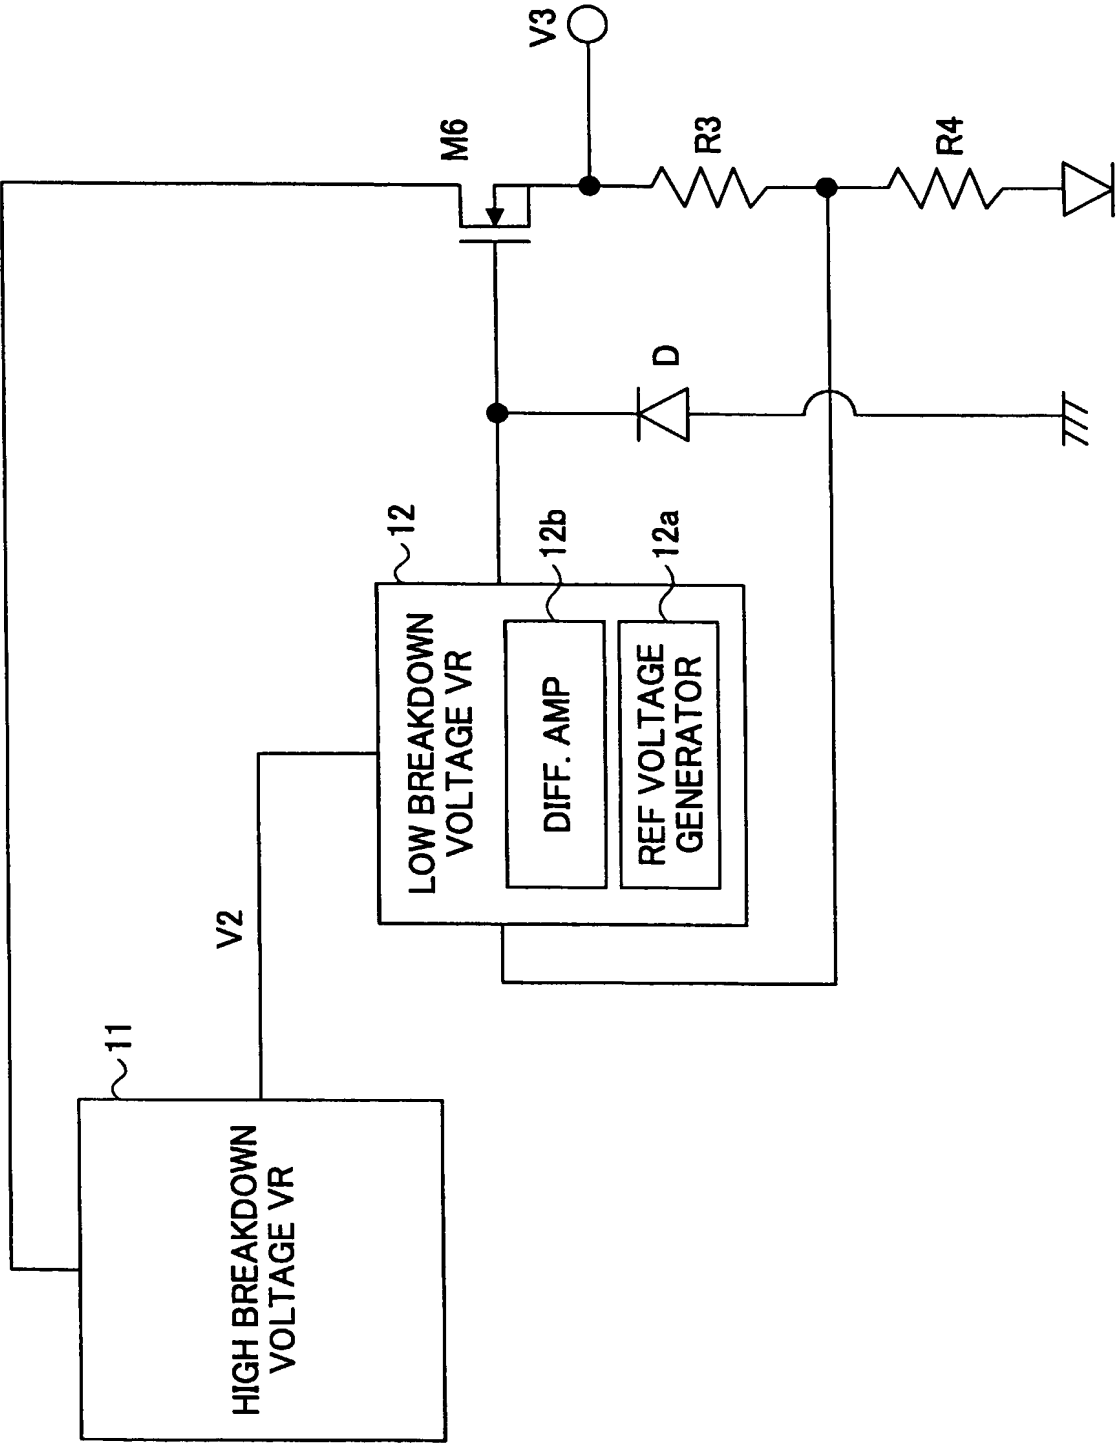 HIGH BREAKDOWN
VOLTAGE VR
11
V2
LOW BREAKDOWN
VOLTAGE VR
12
DIFF. AMP
12b
REF VOLTAGE
GENERATOR
12a
D
M6
V3
R3
R4